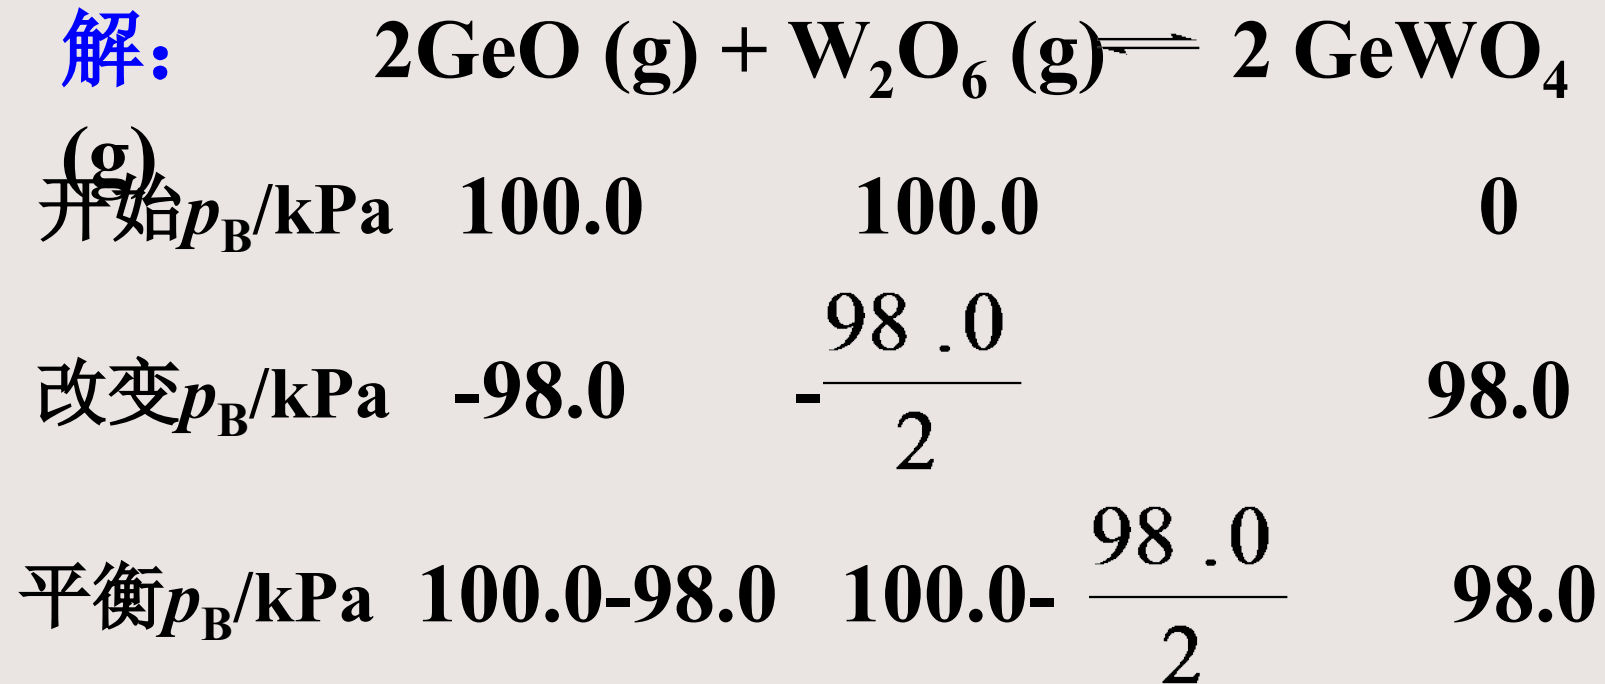 解： 2GeO (g) + W₂O₆ (g) ⇌ 2 GeWO₄
(g)
开始pB/kPa 100.0 100.0 0
改变pB/kPa -98.0 -98.0/2 98.0
平衡pB/kPa 100.0-98.0 100.0-98.0/2 98.0